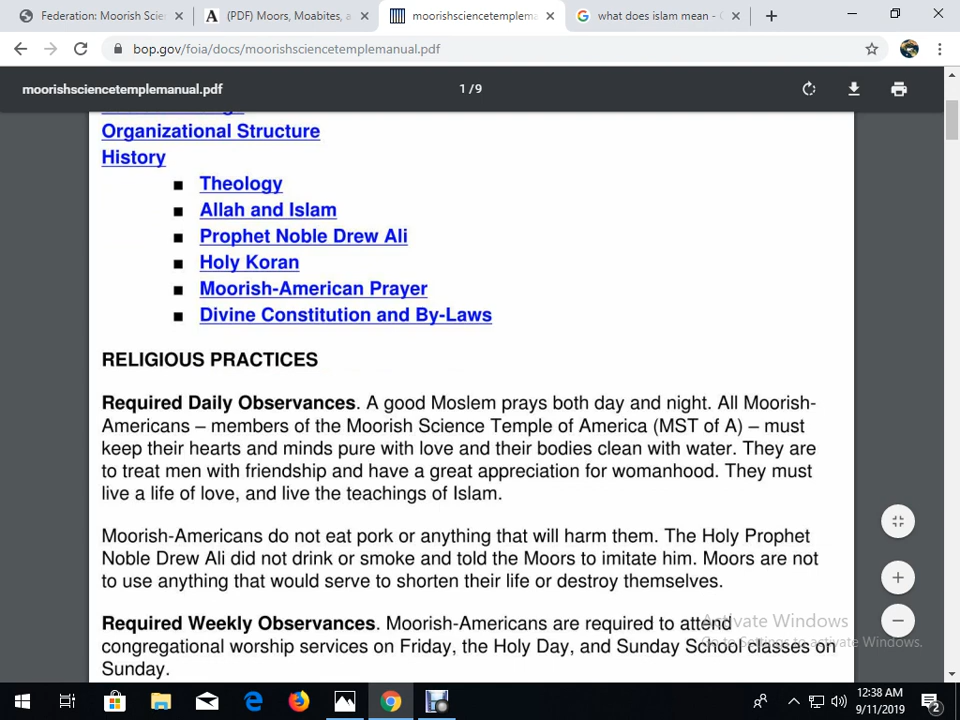 Federation: Moorish Scie
(PDF) Moors, Moabites, a
moorishsciencetemplema
what does islam mean - G
bop.gov/foia/docs/moorishsciencetemplemanual.pdf
moorishsciencetemplemanual.pdf
1 / 9
Organizational Structure
History
Theology
Allah and Islam
Prophet Noble Drew Ali
Holy Koran
Moorish-American Prayer
Divine Constitution and By-Laws
RELIGIOUS PRACTICES
Required Daily Observances. A good Moslem prays both day and night. All Moorish-
Americans – members of the Moorish Science Temple of America (MST of A) – must
keep their hearts and minds pure with love and their bodies clean with water. They are
to treat men with friendship and have a great appreciation for womanhood. They must
live a life of love, and live the teachings of Islam.
Moorish-Americans do not eat pork or anything that will harm them. The Holy Prophet
Noble Drew Ali did not drink or smoke and told the Moors to imitate him. Moors are not
to use anything that would serve to shorten their life or destroy themselves.
Required Weekly Observances. Moorish-Americans are required to attend
congregational worship services on Friday, the Holy Day, and Sunday School classes on
Sunday.
Activate Windows
Go to Settings to activate Windows.
12:38 AM
9/11/2019
2